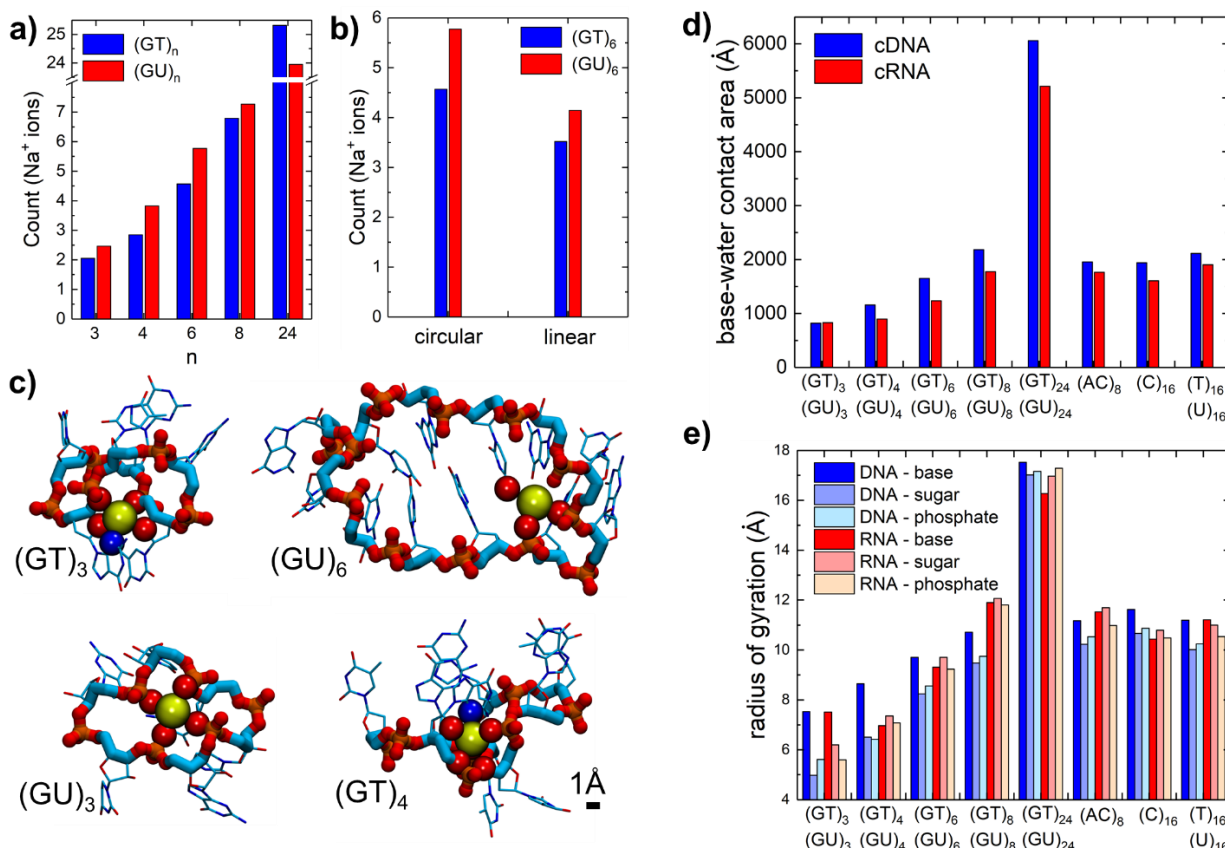 a)
Count (Na⁺ ions)
25
24
7
6
5
4
3
2
1
0
(GT)ₙ
(GU)ₙ
3 4 6 8 24
n
b)
Count (Na⁺ ions)
6
5
4
3
2
1
0
(GT)₆
(GU)₆
circular linear
c)
(GT)₃
(GU)₆
(GU)₃
(GT)₄
1Å
d)
base-water contact area (Å)
6000
5000
4000
3000
2000
1000
0
cDNA
cRNA
(GT)₃ (GT)₄ (GT)₆ (GT)₈ (GT)₂₄ (AC)₈ (C)₁₆ (T)₁₆
(GU)₃ (GU)₄ (GU)₆ (GU)₈ (GU)₂₄ (U)₁₆
e)
radius of gyration (Å)
18
16
14
12
10
8
6
4
DNA - base
DNA - sugar
DNA - phosphate
RNA - base
RNA - sugar
RNA - phosphate
(GT)₃ (GT)₄ (GT)₆ (GT)₈ (GT)₂₄ (AC)₈ (C)₁₆ (T)₁₆
(GU)₃ (GU)₄ (GU)₆ (GU)₈ (GU)₂₄ (U)₁₆